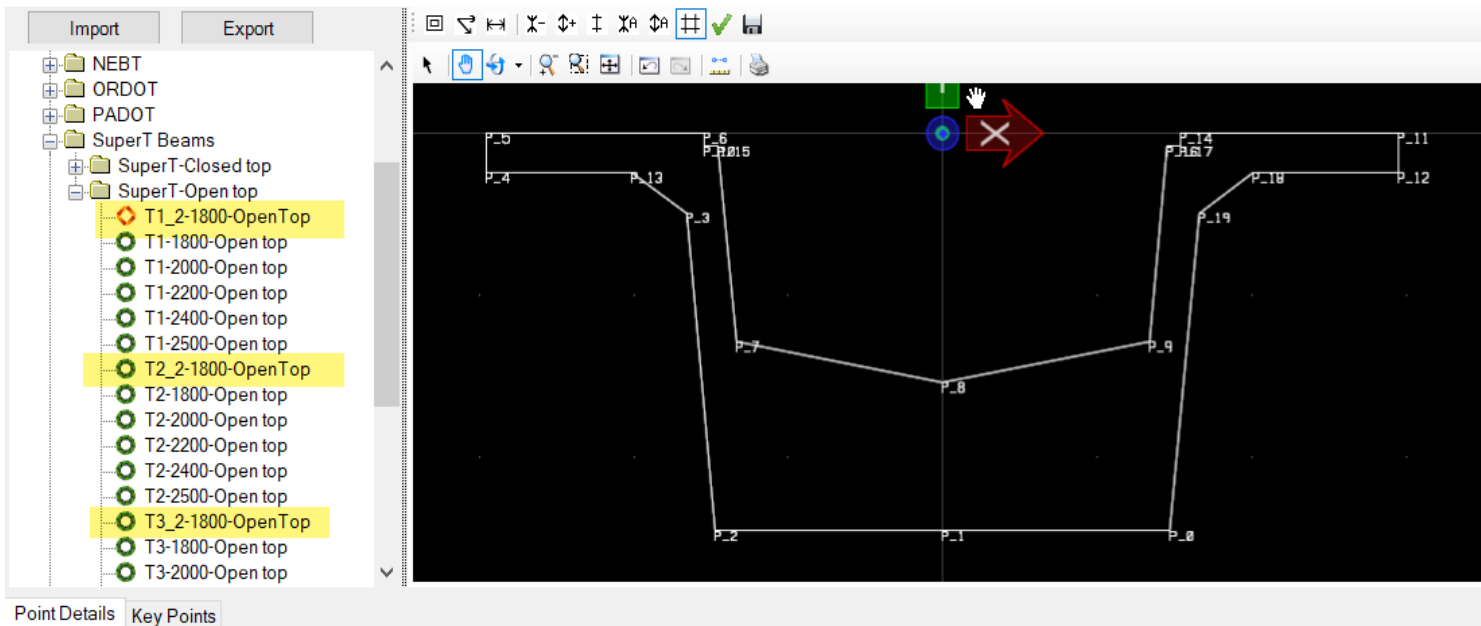 Import Export
NEBT
ORDOT
PADOT
SuperT Beams
SuperT-Closed top
SuperT-Open top
T1_2-1800-OpenTop
T1-1800-Open top
T1-2000-Open top
T1-2200-Open top
T1-2400-Open top
T1-2500-Open top
T2_2-1800-OpenTop
T2-1800-Open top
T2-2000-Open top
T2-2200-Open top
T2-2400-Open top
T2-2500-Open top
T3_2-1800-OpenTop
T3-1800-Open top
T3-2000-Open top
Point Details Key Points
X
P_5 P_6 P_14 P_11
P_4 P_13 P_18 P_12
P_3 P_19
P_7 P_9
P_8
P_2 P_1 P_0